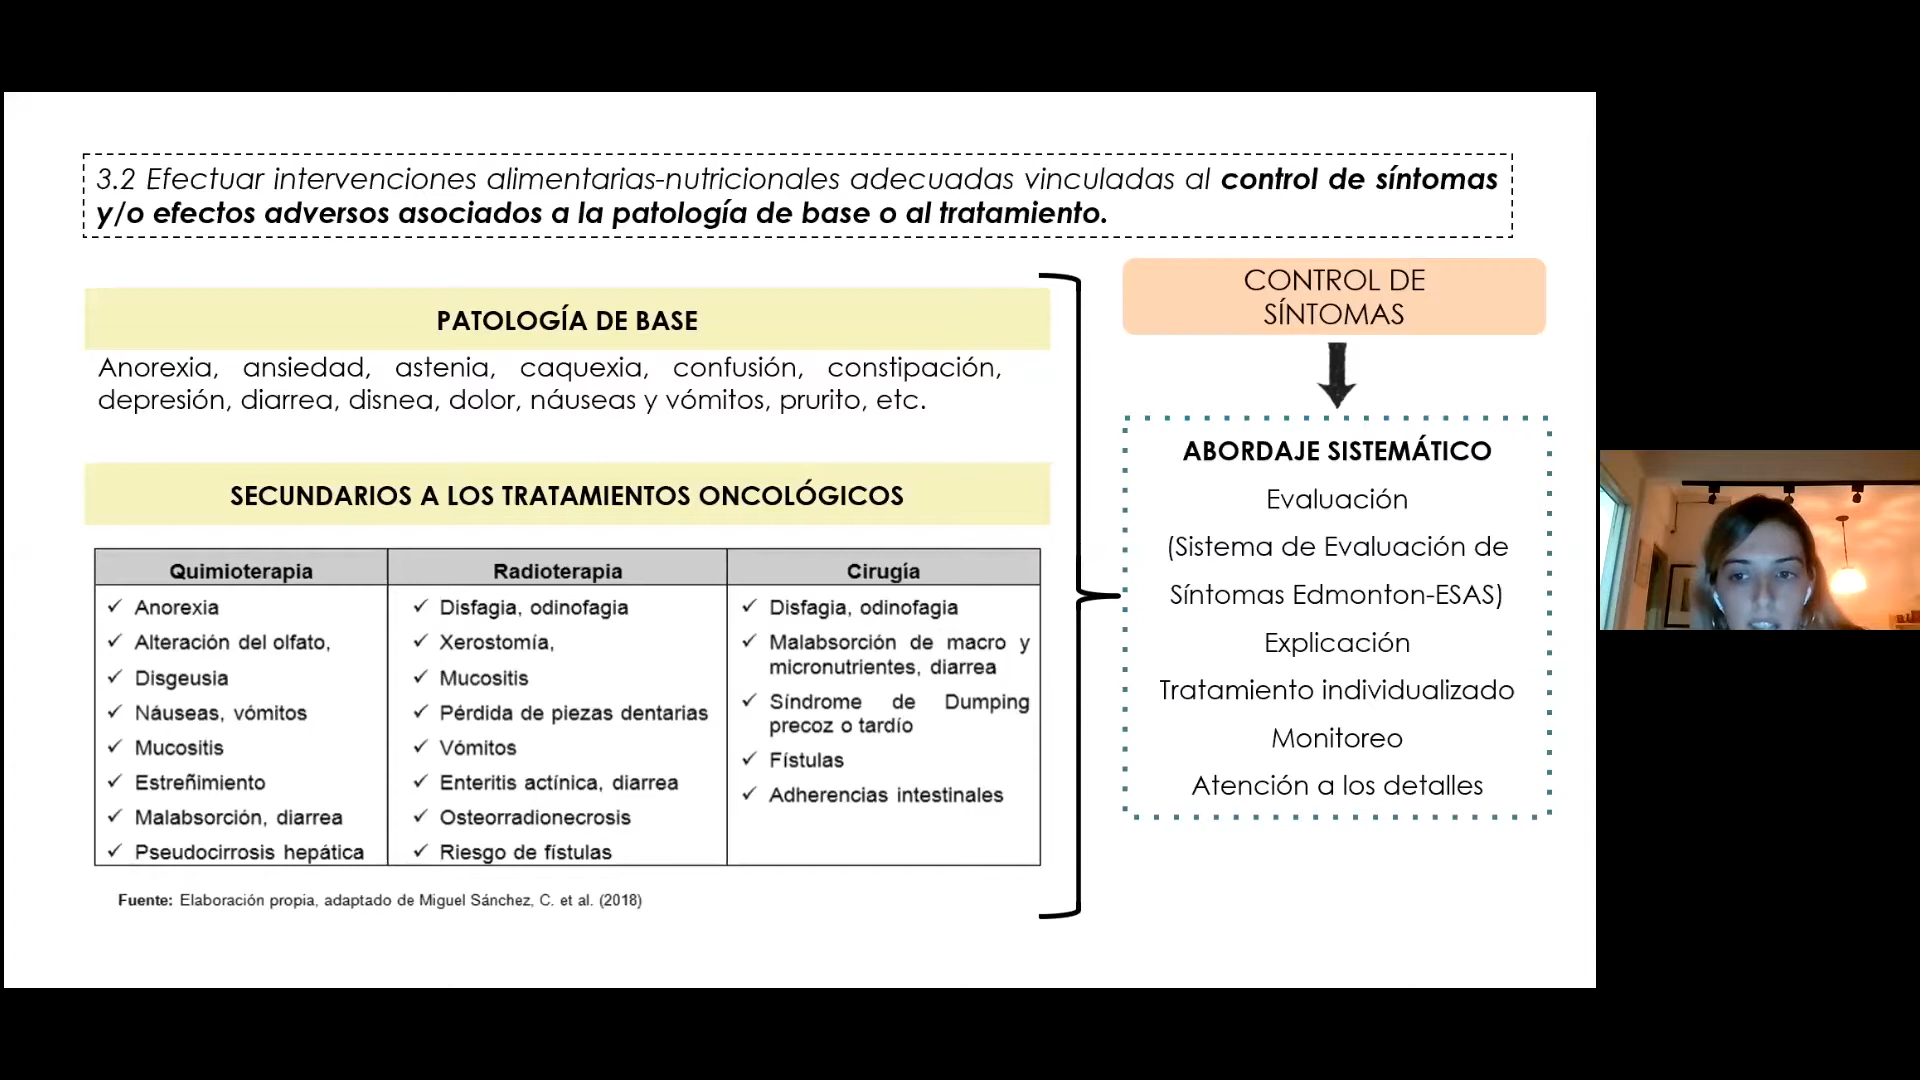 3.2 Efectuar intervenciones alimentarias-nutricionales adecuadas vinculadas al control de síntomas
y/o efectos adversos asociados a la patología de base o al tratamiento.
PATOLOGÍA DE BASE
Anorexia, ansiedad, astenia, caquexia, confusión, constipación,
depresión, diarrea, disnea, dolor, náuseas y vómitos, prurito, etc.
SECUNDARIOS A LOS TRATAMIENTOS ONCOLÓGICOS
Quimioterapia
✓ Anorexia
✓ Alteración del olfato,
✓ Disgeusia
✓ Náuseas, vómitos
✓ Mucositis
✓ Estreñimiento
✓ Malabsorción, diarrea
✓ Pseudocirrosis hepática
Radioterapia
✓ Disfagia, odinofagia
✓ Xerostomía,
✓ Mucositis
✓ Pérdida de piezas dentarias
✓ Vómitos
✓ Enteritis actínica, diarrea
✓ Osteorradionecrosis
✓ Riesgo de fístulas
Cirugía
✓ Disfagia, odinofagia
✓ Malabsorción de macro y
micronutrientes, diarrea
✓ Síndrome de Dumping
precoz o tardío
✓ Fístulas
✓ Adherencias intestinales
Fuente: Elaboración propia, adaptado de Miguel Sánchez, C. et al. (2018)
CONTROL DE
SÍNTOMAS
ABORDAJE SISTEMÁTICO
Evaluación
(Sistema de Evaluación de
Síntomas Edmonton-ESAS)
Explicación
Tratamiento individualizado
Monitoreo
Atención a los detalles